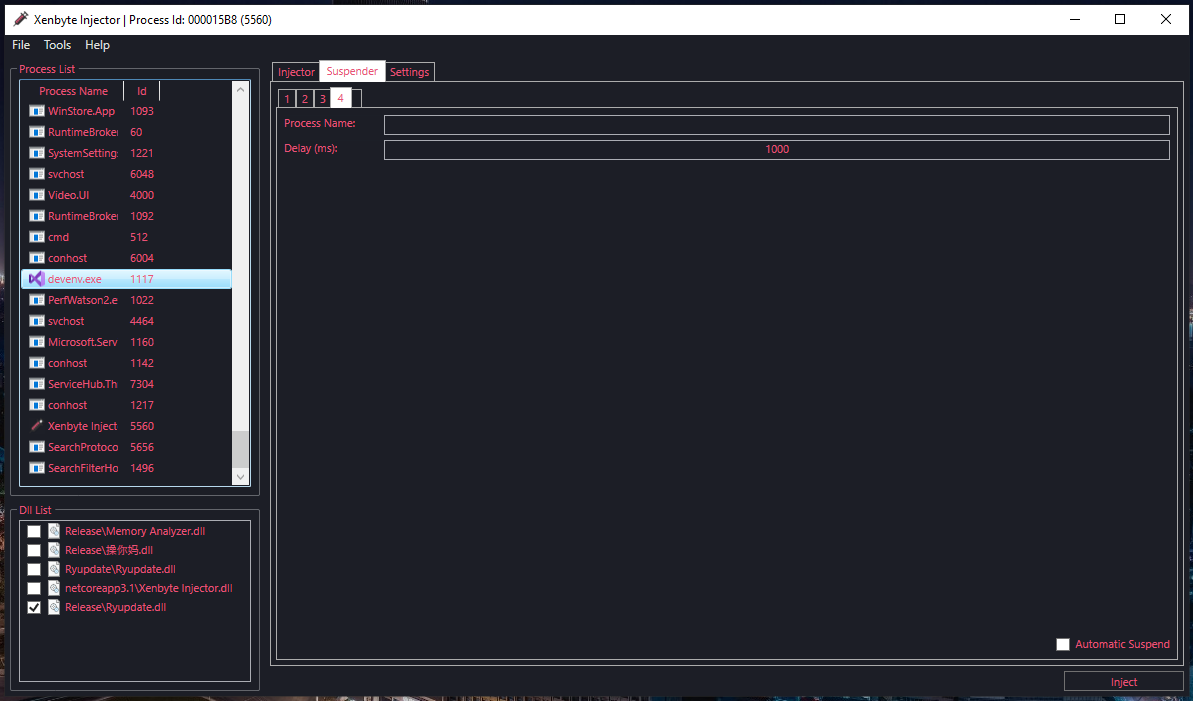 Xenbyte Injector | Process Id: 000015B8 (5560)
File Tools Help
Process List
Process Name Id
WinStore.App 1093
RuntimeBroker 60
SystemSettings 1221
svchost 6048
Video.UI 4000
RuntimeBroker 1092
cmd 512
conhost 6004
devenv.exe 1117
PerfWatson2.e 1022
svchost 4464
Microsoft.Serv 1160
conhost 1142
ServiceHub.Th 7304
conhost 1217
Xenbyte Inject 5560
SearchProtoco 5656
SearchFilterHo 1496
Dll List
Release\Memory Analyzer.dll
Release\操你妈.dll
Ryupdate\Ryupdate.dll
netcoreapp3.1\Xenbyte Injector.dll
Release\Ryupdate.dll
Injector Suspender Settings
1 2 3 4
Process Name:
Delay (ms): 1000
Automatic Suspend
Inject